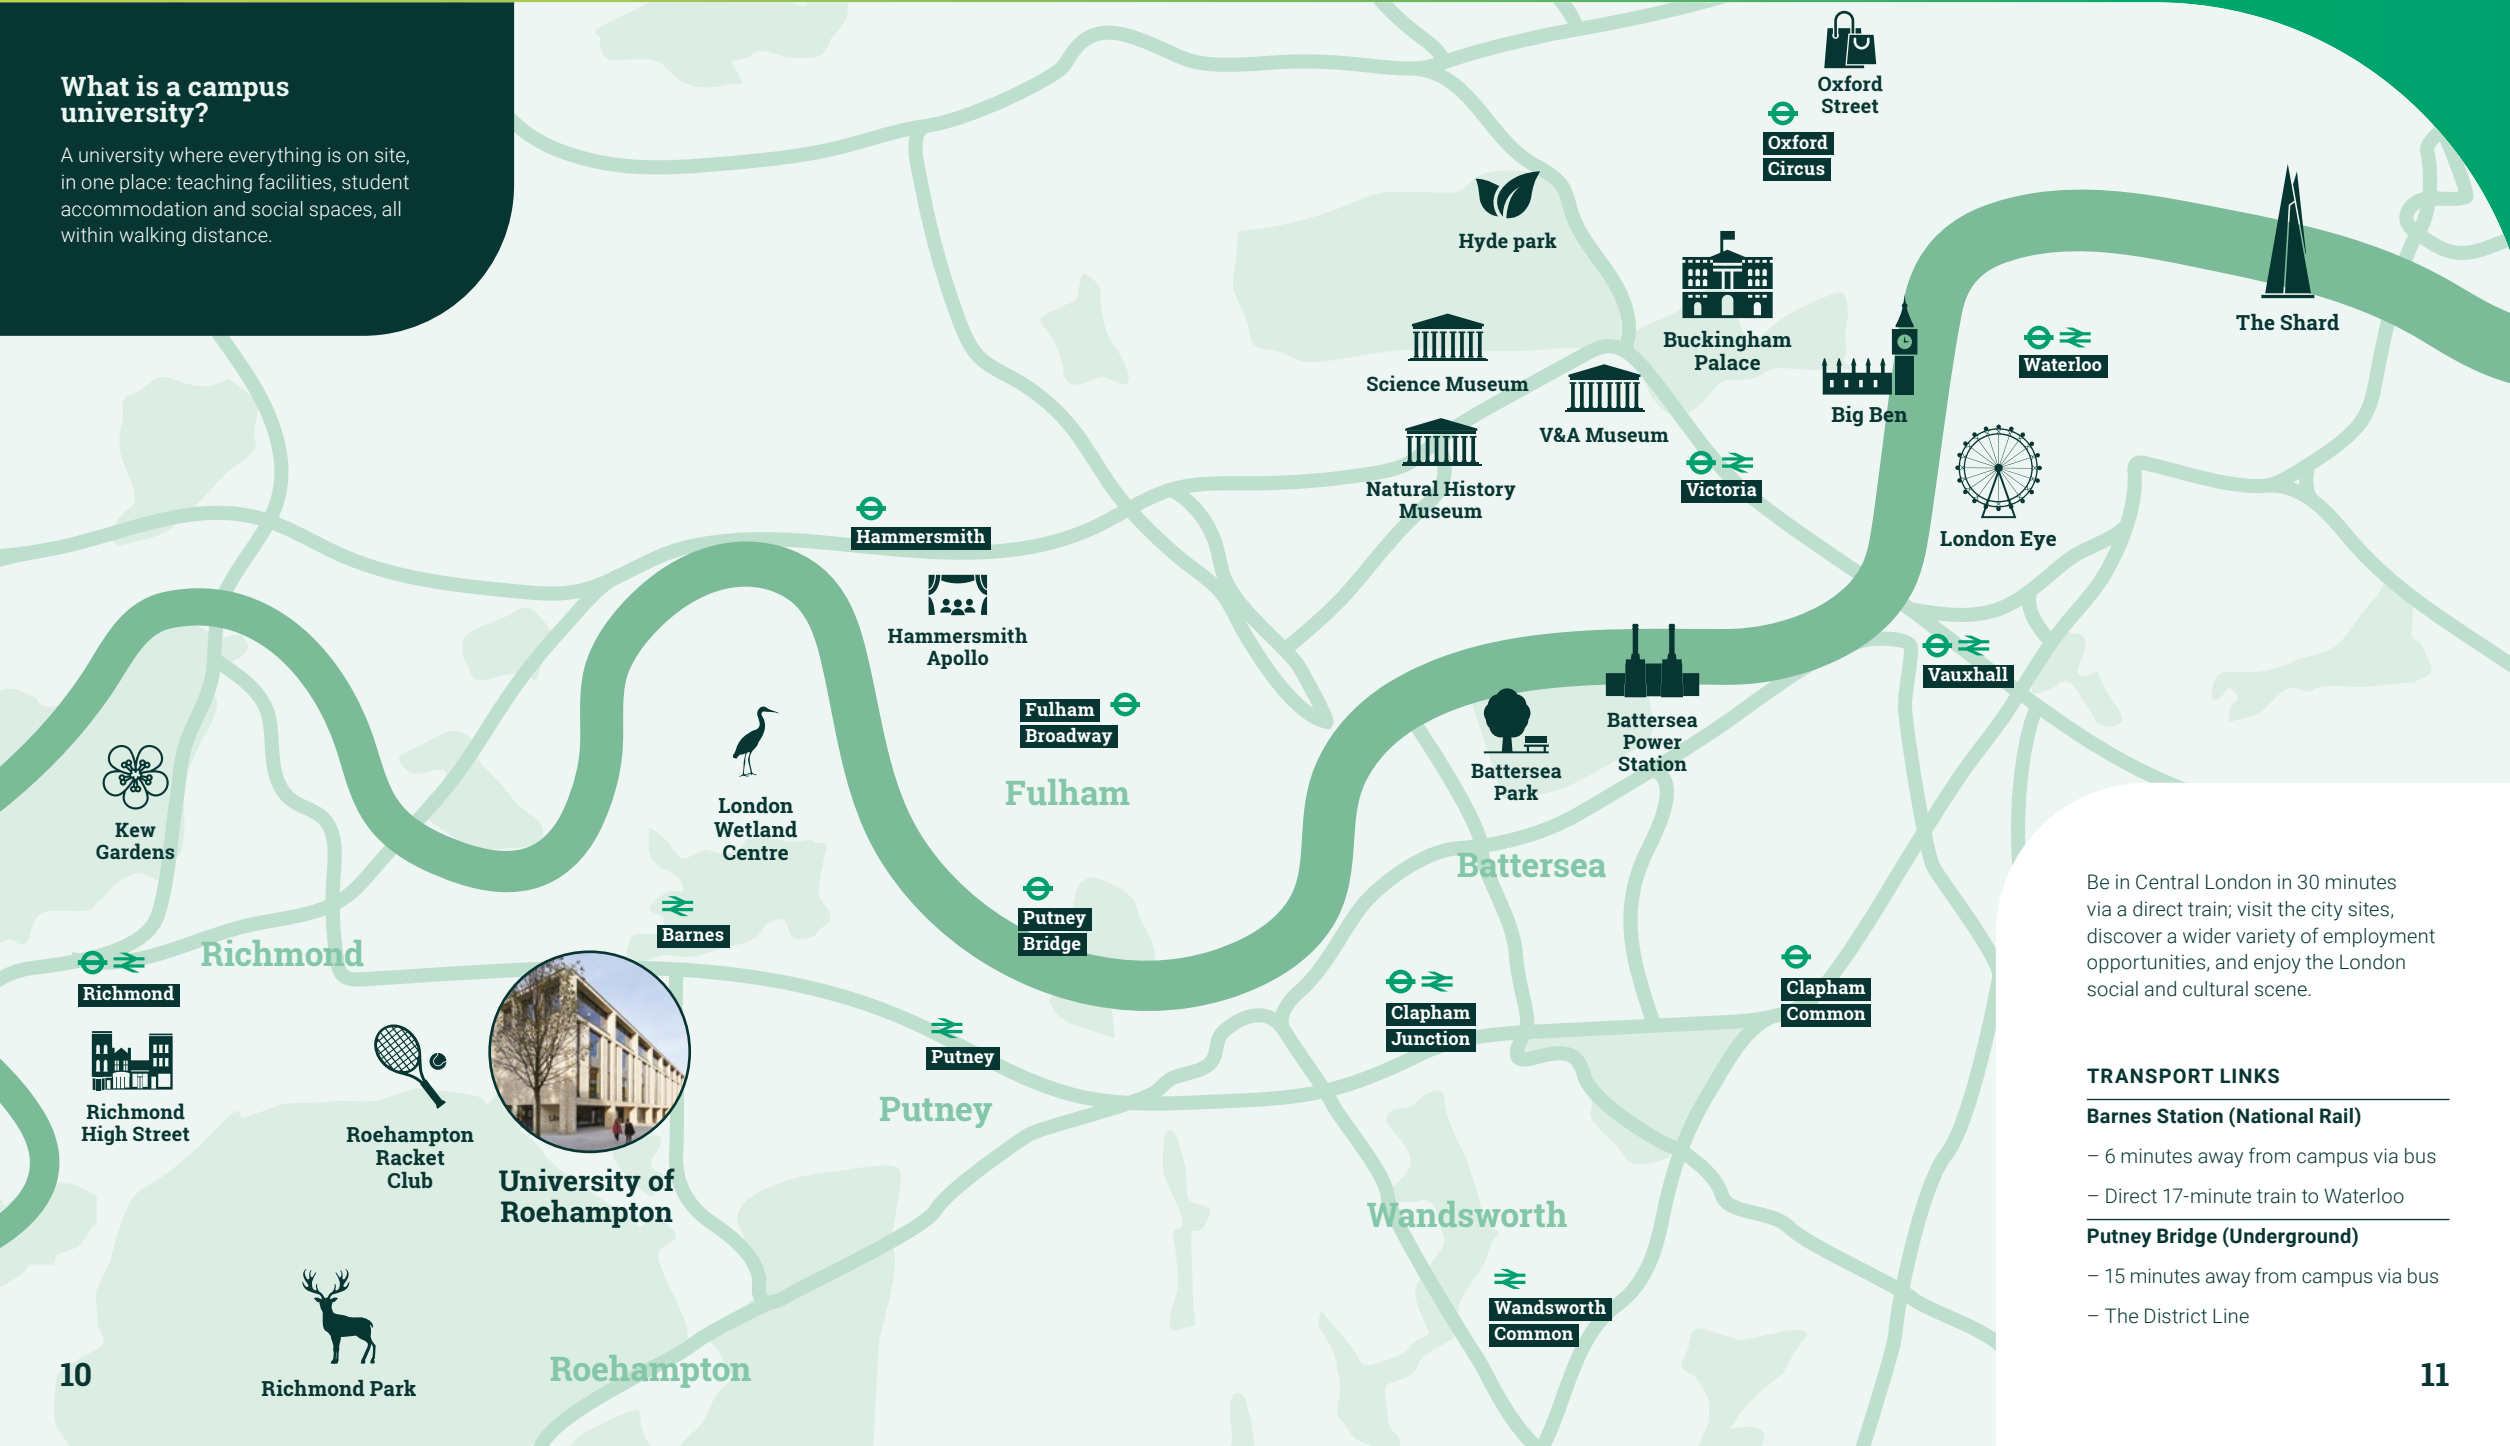 What is a campus
university?
A university where everything is on site,
in one place: teaching facilities, student
accommodation and social spaces, all
within walking distance.
Oxford
Street
Oxford
Circus
Hyde park
Buckingham
Palace
The Shard
Science Museum
Waterloo
Big Ben
V&A Museum
Natural History
Museum
Victoria
London Eye
Hammersmith
Hammersmith
Apollo
Vauxhall
Fulham
Broadway
Battersea
Power
Station
Battersea
Park
Fulham
London
Wetland
Centre
Kew
Gardens
Battersea
Putney
Bridge
Barnes
Richmond
Richmond
Clapham
Junction
Clapham
Common
Putney
Putney
Richmond
High Street
Roehampton
Racket
Club
University of
Roehampton
Wandsworth
Wandsworth
Common
Roehampton
Richmond Park
10
Be in Central London in 30 minutes
via a direct train; visit the city sites,
discover a wider variety of employment
opportunities, and enjoy the London
social and cultural scene.
TRANSPORT LINKS
Barnes Station (National Rail)
– 6 minutes away from campus via bus
– Direct 17-minute train to Waterloo
Putney Bridge (Underground)
– 15 minutes away from campus via bus
– The District Line
11